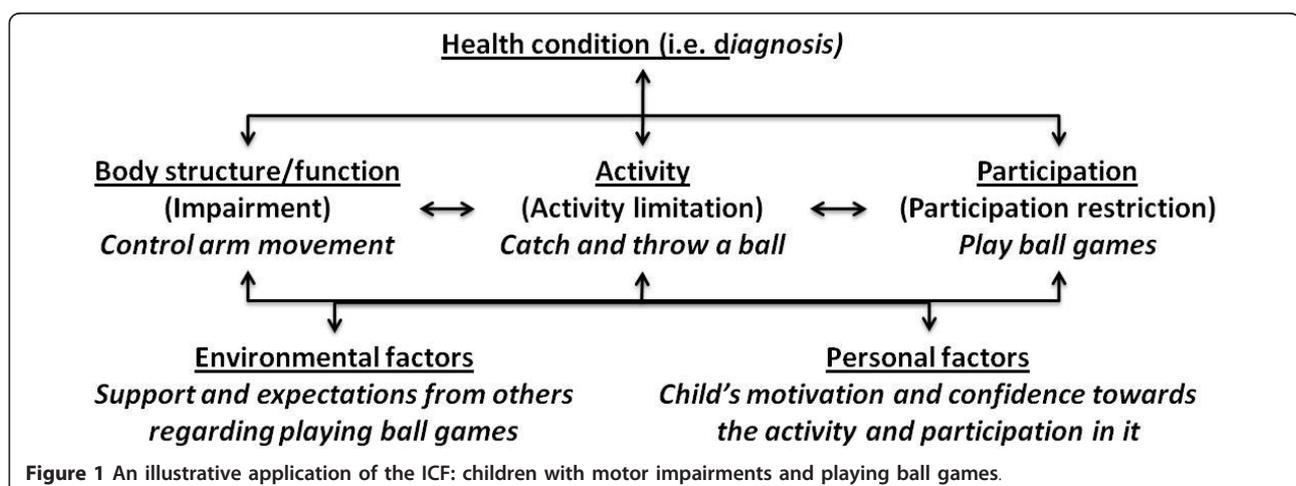 Health condition (i.e. diagnosis)
Body structure/function
(Impairment)
Control arm movement
Activity
(Activity limitation)
Catch and throw a ball
Participation
(Participation restriction)
Play ball games
Environmental factors
Support and expectations from others
regarding playing ball games
Personal factors
Child's motivation and confidence towards
the activity and participation in it
Figure 1 An illustrative application of the ICF: children with motor impairments and playing ball games.